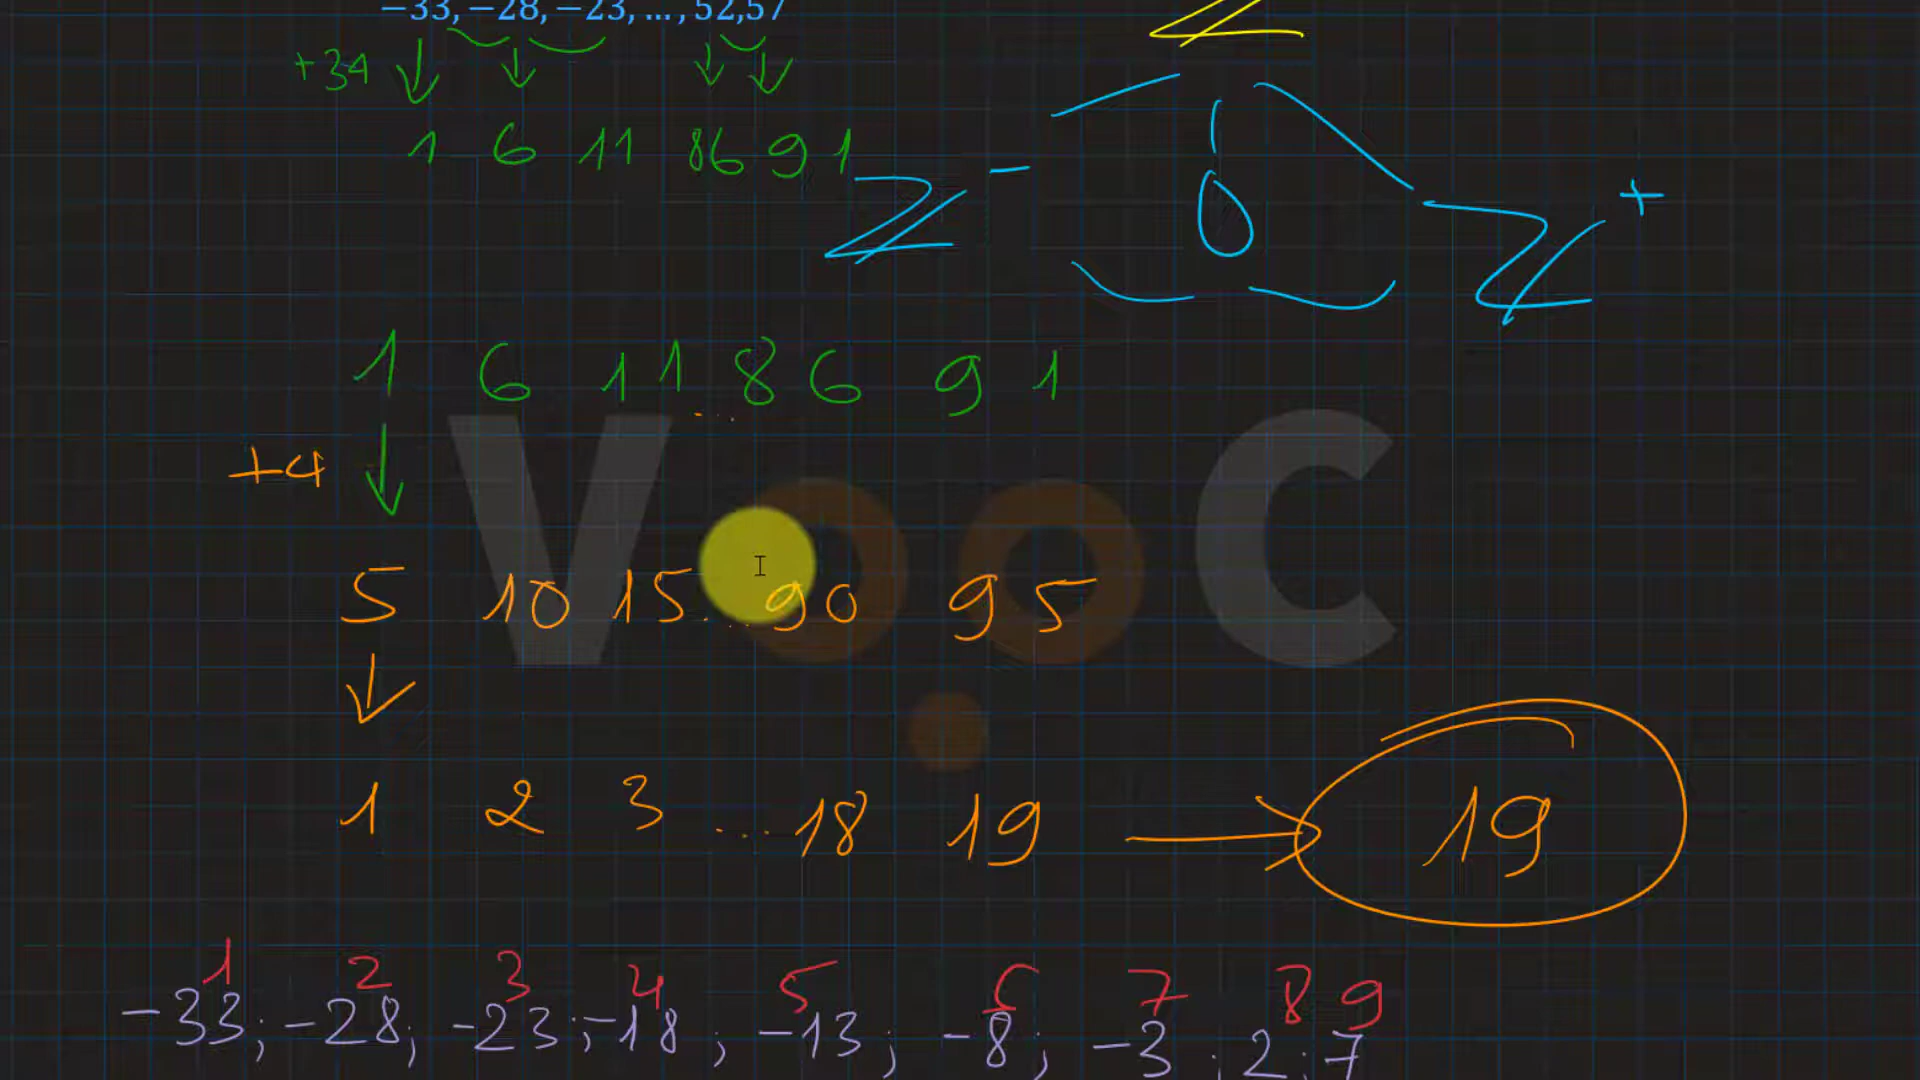 −33, −28, −23, ... , 52,57
+34
1 6 11 86 91
Z⁻ 0 Z⁺
1 6 11 ... 86 91
+4
5 10 15 ... 90 95
1 2 3 ... 18 19 → 19
1 2 3 4 5 6 7 8 9
-33; -28; -23; -18; -13; -8; -3; 2; 7
VOOC